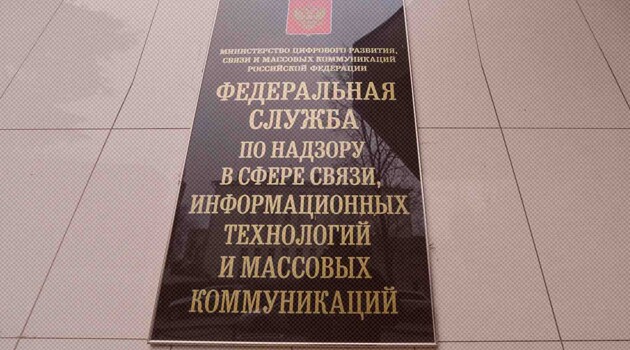 МИНИСТЕРСТВО ЦИФРОВОГО РАЗВИТИЯ,
СВЯЗИ И МАССОВЫХ КОММУНИКАЦИЙ
РОССИЙСКОЙ ФЕДЕРАЦИИ
ФЕДЕРАЛЬНАЯ
СЛУЖБА
ПО НАДЗОРУ
В СФЕРЕ СВЯЗИ,
ИНФОРМАЦИОННЫХ
ТЕХНОЛОГИЙ
И МАССОВЫХ
КОММУНИКАЦИЙ